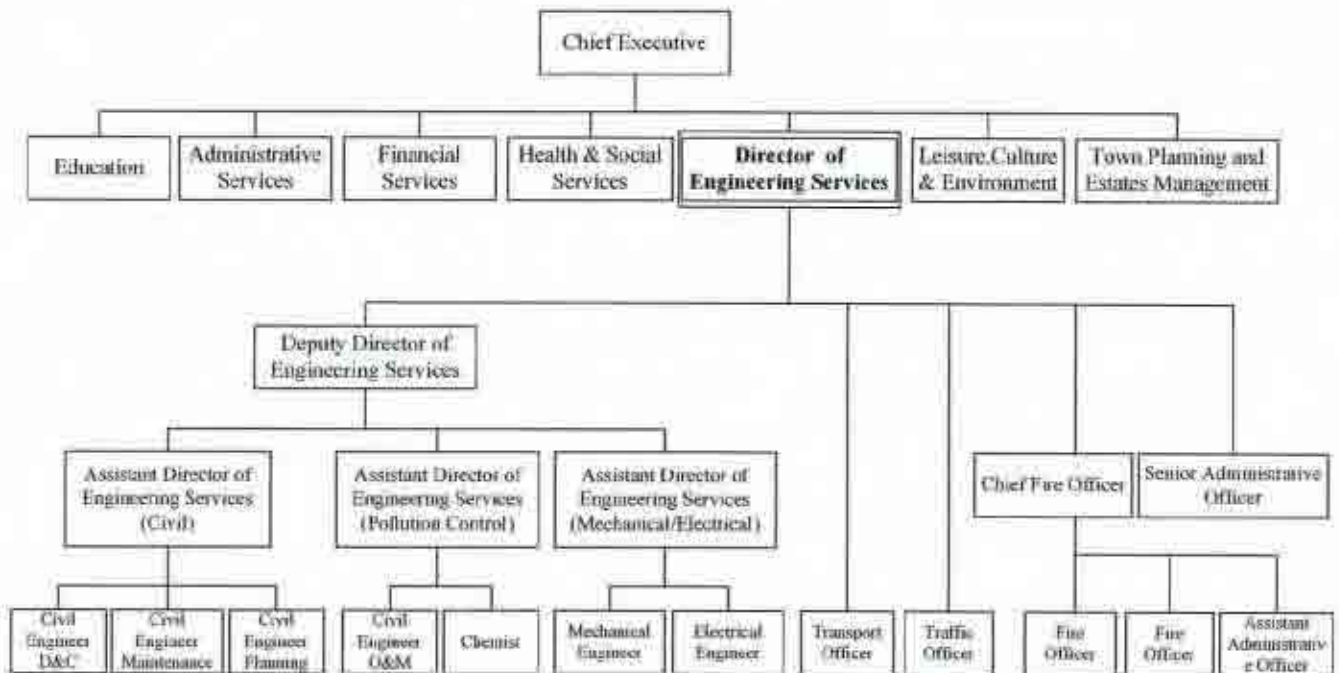 Chief Executive
Education
Administrative
Services
Financial
Services
Health & Social
Services
Director of
Engineering Services
Leisure,Culture
& Environment
Town Planning and
Estates Management
Deputy Director of
Engineering Services
Assistant Director of
Engineering Services
(Civil)
Assistant Director of
Engineering Services
(Pollution Control)
Assistant Director of
Engineering Services
(Mechanical/Electrical)
Chief Fire Officer
Senior Administrative
Officer
Civil
Engineer
D&C
Civil
Engineer
Maintenance
Civil
Engineer
Planning
Civil
Engineer
O&M
Chemist
Mechanical
Engineer
Electrical
Engineer
Transport
Officer
Traffic
Officer
Fire
Officer
Fire
Officer
Assistant
Administrativ
e Officer